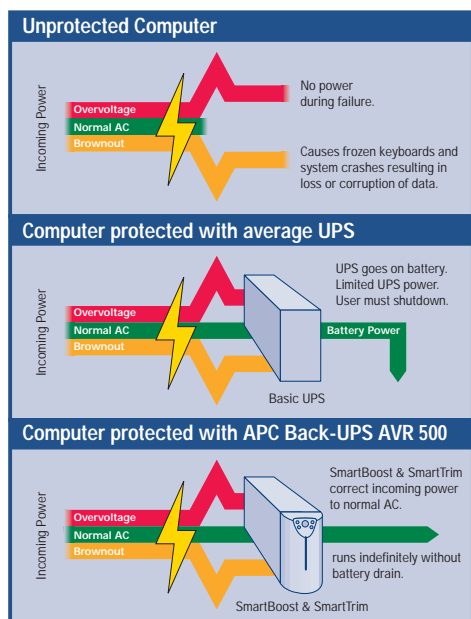 Unprotected Computer
Incoming Power
Overvoltage
Normal AC
Brownout
No power
during failure.
Causes frozen keyboards and
system crashes resulting in
loss or corruption of data.
Computer protected with average UPS
Incoming Power
Overvoltage
Normal AC
Brownout
UPS goes on battery.
Limited UPS power.
User must shutdown.
Battery Power
Basic UPS
Computer protected with APC Back-UPS AVR 500
Incoming Power
Overvoltage
Normal AC
Brownout
SmartBoost & SmartTrim
correct incoming power
to normal AC.
runs indefinitely without
battery drain.
SmartBoost & SmartTrim